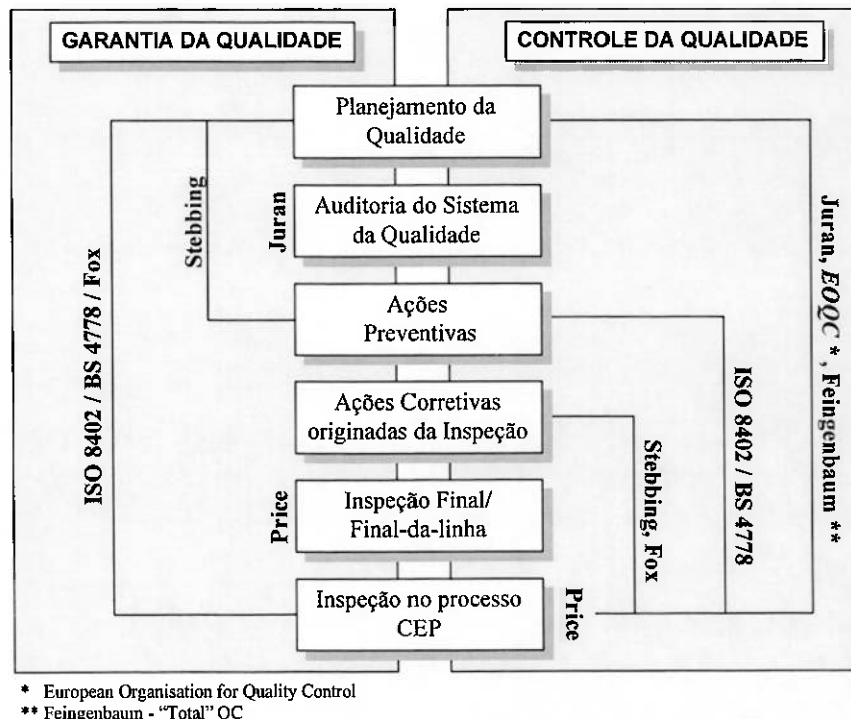 GARANTIA DA QUALIDADE
CONTROLE DA QUALIDADE
Planejamento da
Qualidade
Auditoria do Sistema
da Qualidade
Ações
Preventivas
Ações Corretivas
originadas da Inspeção
Inspeção Final/
Final-da-linha
Inspeção no processo
CEP
ISO 8402 / BS 4778 / Fox
Stebbing
Juran
Price
Price
Stebbing, Fox
ISO 8402 / BS 4778
Juran, EOQC * , Feingenbaum **
* European Organisation for Quality Control
** Feingenbaum - “Total” QC